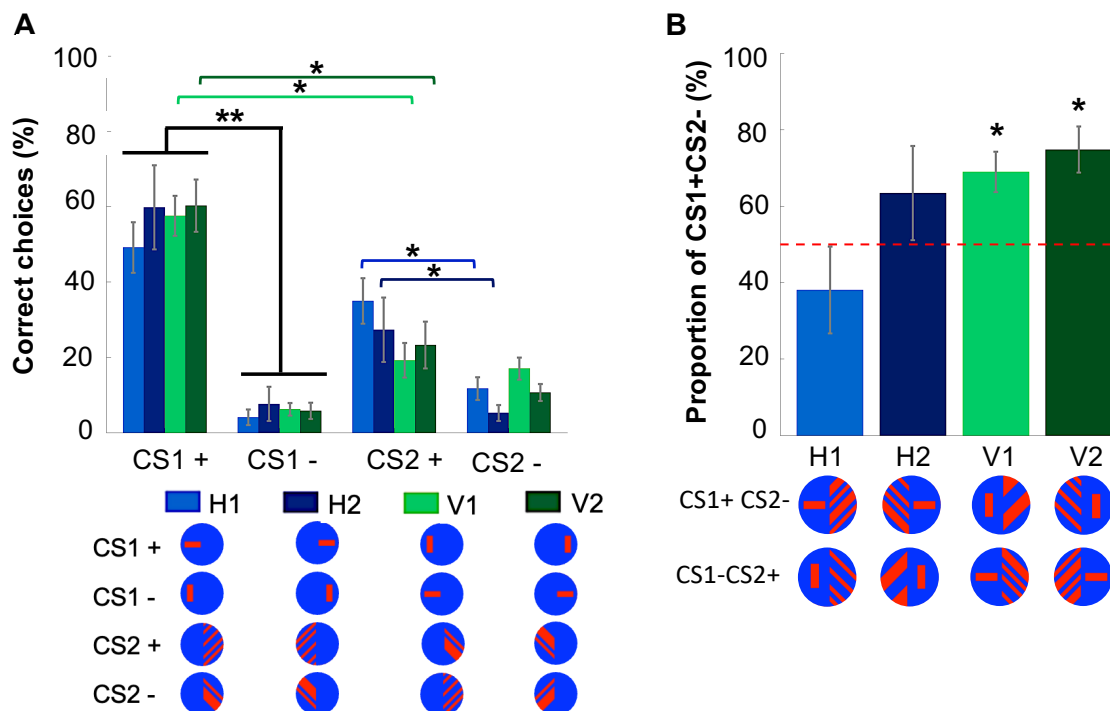 A
Correct choices (%)
100
80
60
40
20
0
*
*
**
*
*
CS1 +
CS1 -
CS2 +
CS2 -
H1
H2
V1
V2
CS1 +
CS1 -
CS2 +
CS2 -
B
Proportion of CS1+CS2- (%)
100
80
60
40
20
0
*
*
H1
H2
V1
V2
CS1+ CS2-
CS1-CS2+